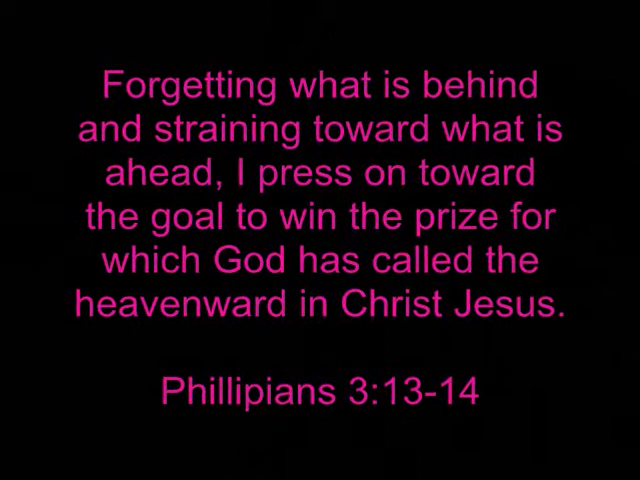 Forgetting what is behind
and straining toward what is
ahead, I press on toward
the goal to win the prize for
which God has called the
heavenward in Christ Jesus.
Phillipians 3:13-14